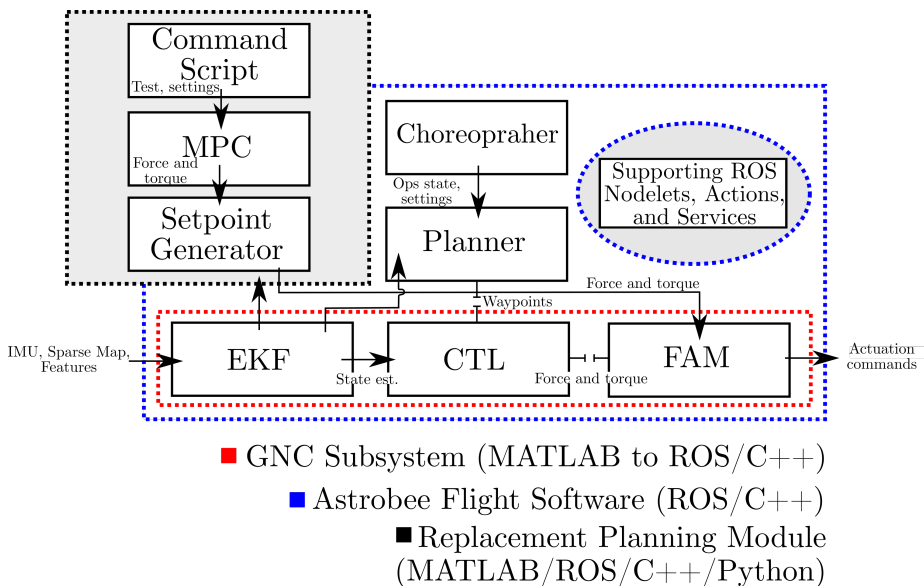 Command
Script
Test, settings
MPC
Force and
torque
Setpoint
Generator
Choreopraher
Ops state,
settings
Planner
Supporting ROS
Nodelets, Actions,
and Services
Force and torque
Waypoints
IMU, Sparse Map,
Features
EKF
State est.
CTL
Force and torque
FAM
Actuation
commands
GNC Subsystem (MATLAB to ROS/C++)
Astrobee Flight Software (ROS/C++)
Replacement Planning Module
(MATLAB/ROS/C++/Python)